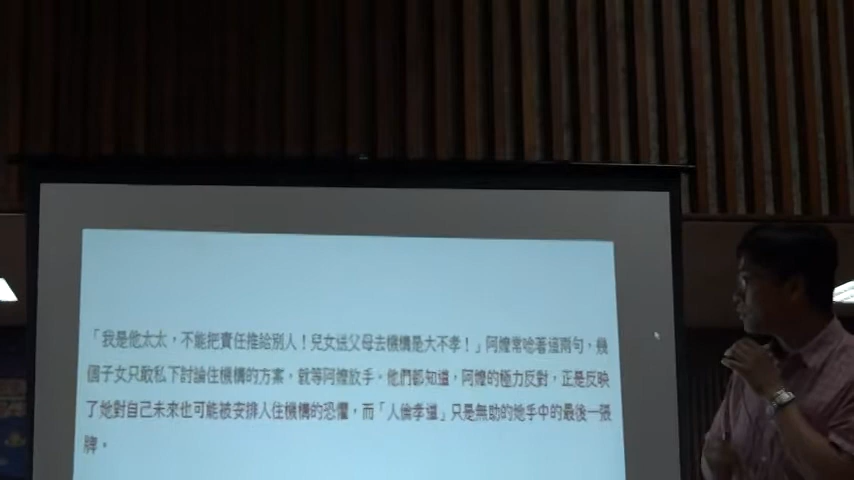 「我是他太太，不能把責任推給別人！兒女送父母去機構是大不孝！」阿嬤常唸著這兩句，幾
個子女只敢私下討論住機構的方案，就等阿嬤放手。他們都知道，阿嬤的極力反對，正是反映
了她對自己未來也可能被安排入住機構的恐懼，而「人倫孝道」只是無助的她手中的最後一張
牌。